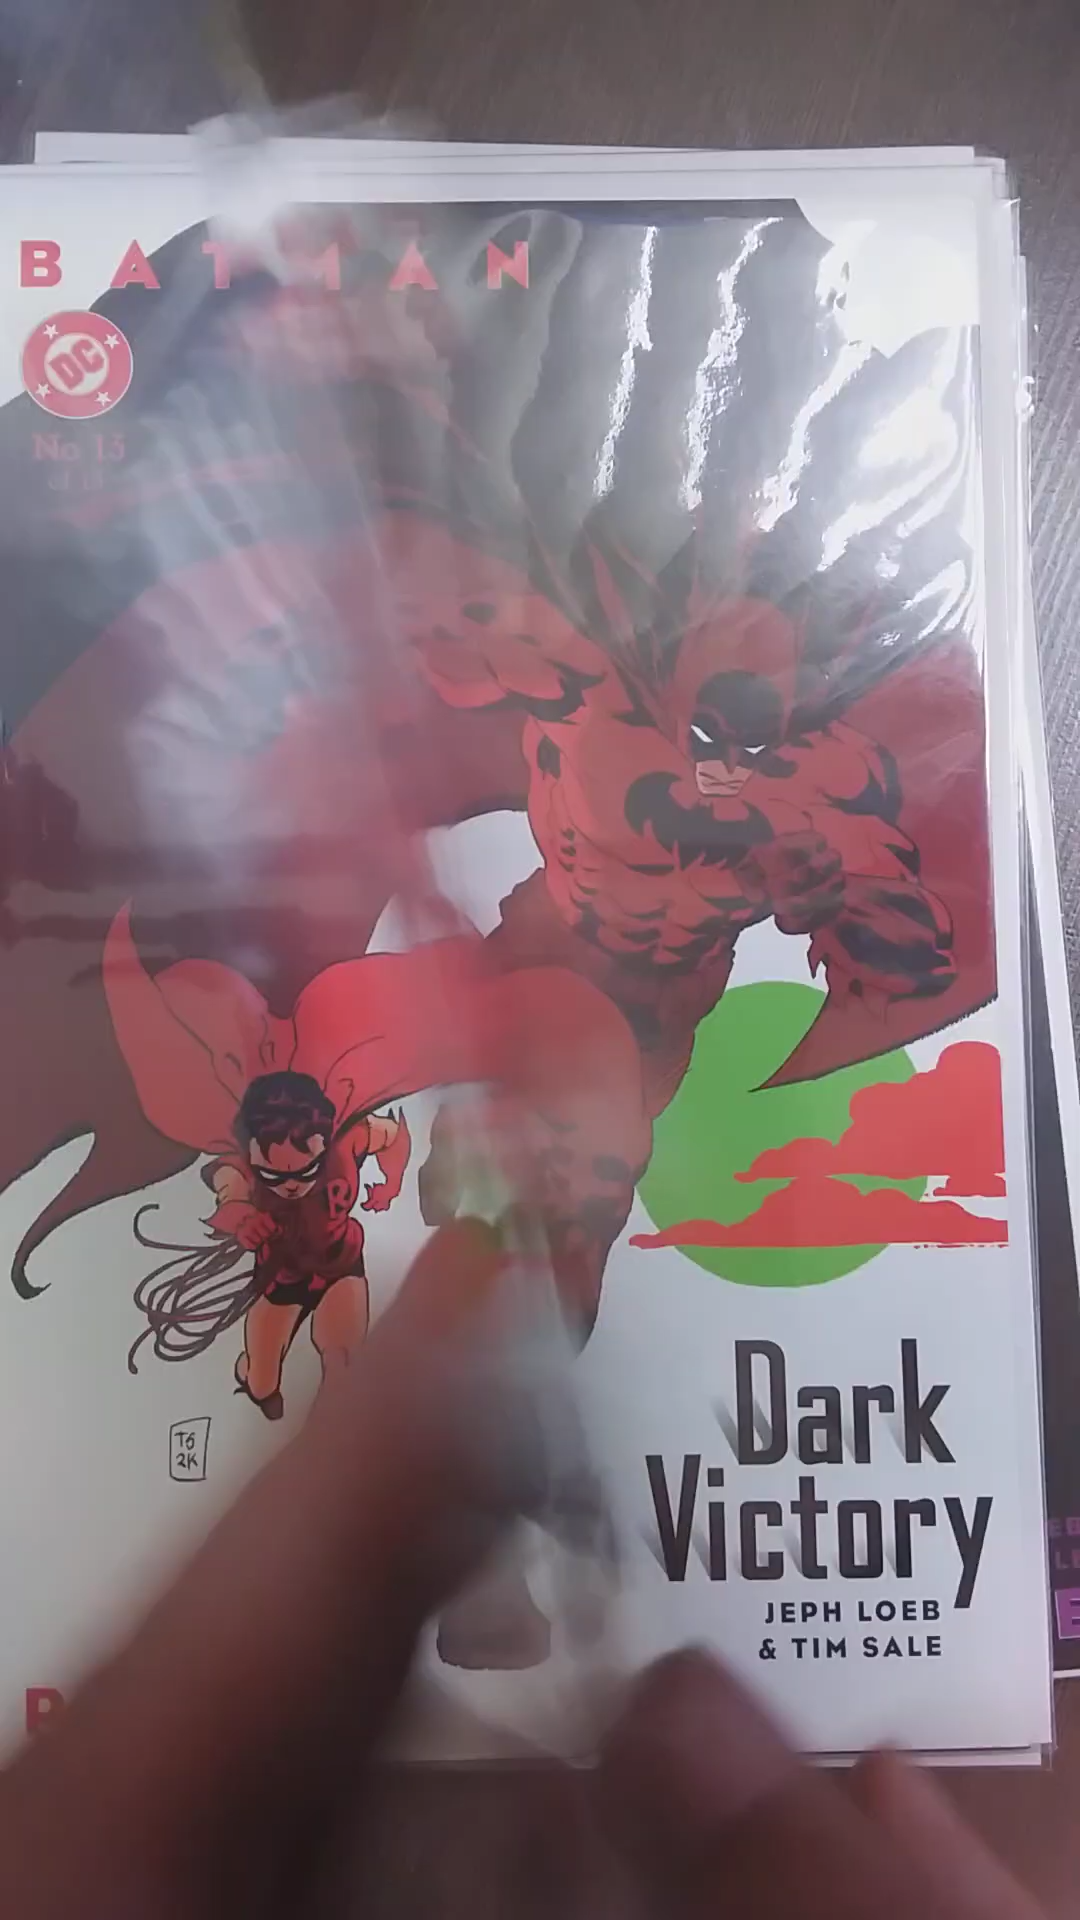 BATMAN
DC
No 13
R
TS
2K
Dark
Victory
JEPH LOEB
& TIM SALE